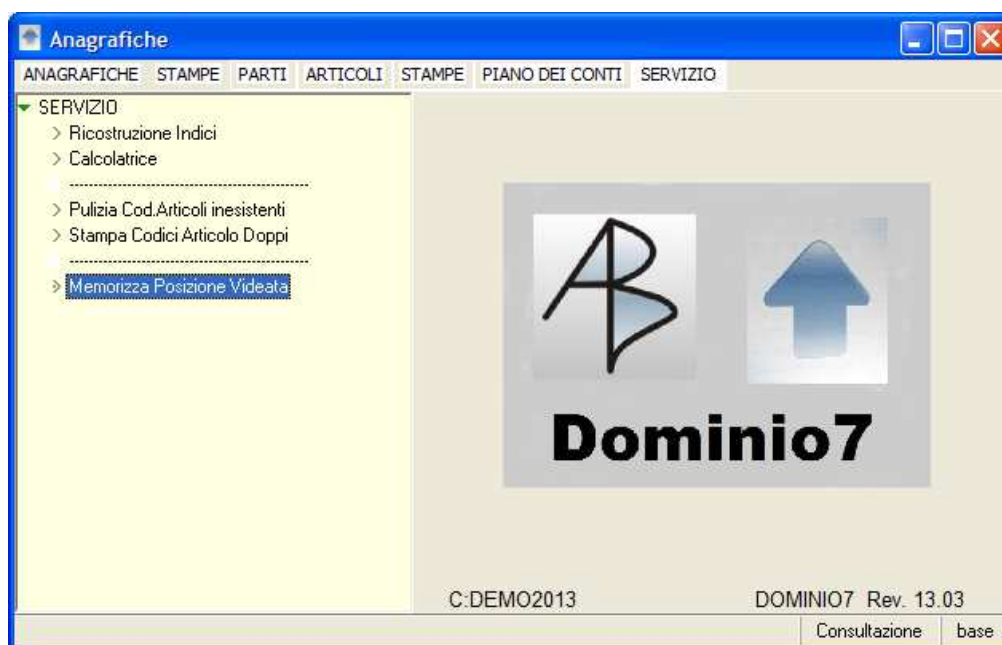 Anagrafiche
ANAGRAFICHE STAMPE PARTI ARTICOLI STAMPE PIANO DEI CONTI SERVIZIO
SERVIZIO
Ricostruzione Indici
Calcolatrice
------------------------------------------------
Pulizia Cod.Articoli inesistenti
Stampa Codici Articolo Doppi
------------------------------------------------
Memorizza Posizione Videata
AB
Dominio7
C:DEMO2013 DOMINIO7 Rev. 13.03
Consultazione base